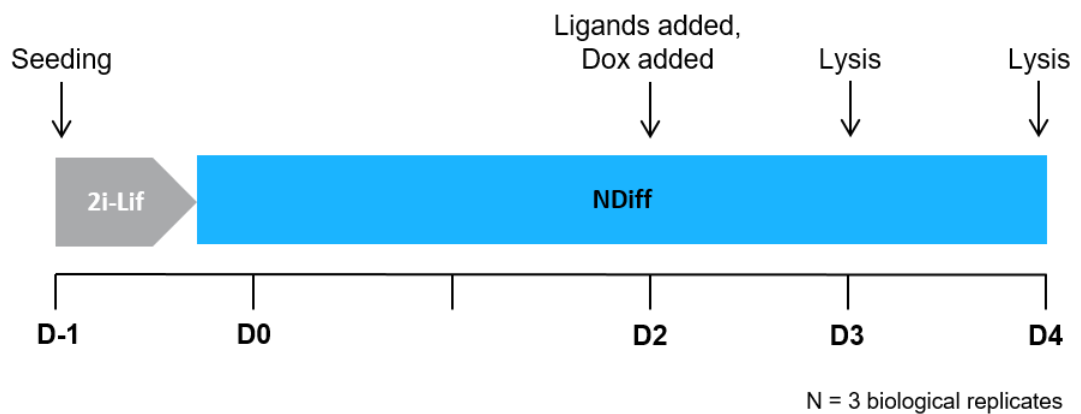 Seeding
Ligands added,
Dox added
Lysis
Lysis
2i-Lif
NDiff
D-1
D0
D2
D3
D4
N = 3 biological replicates